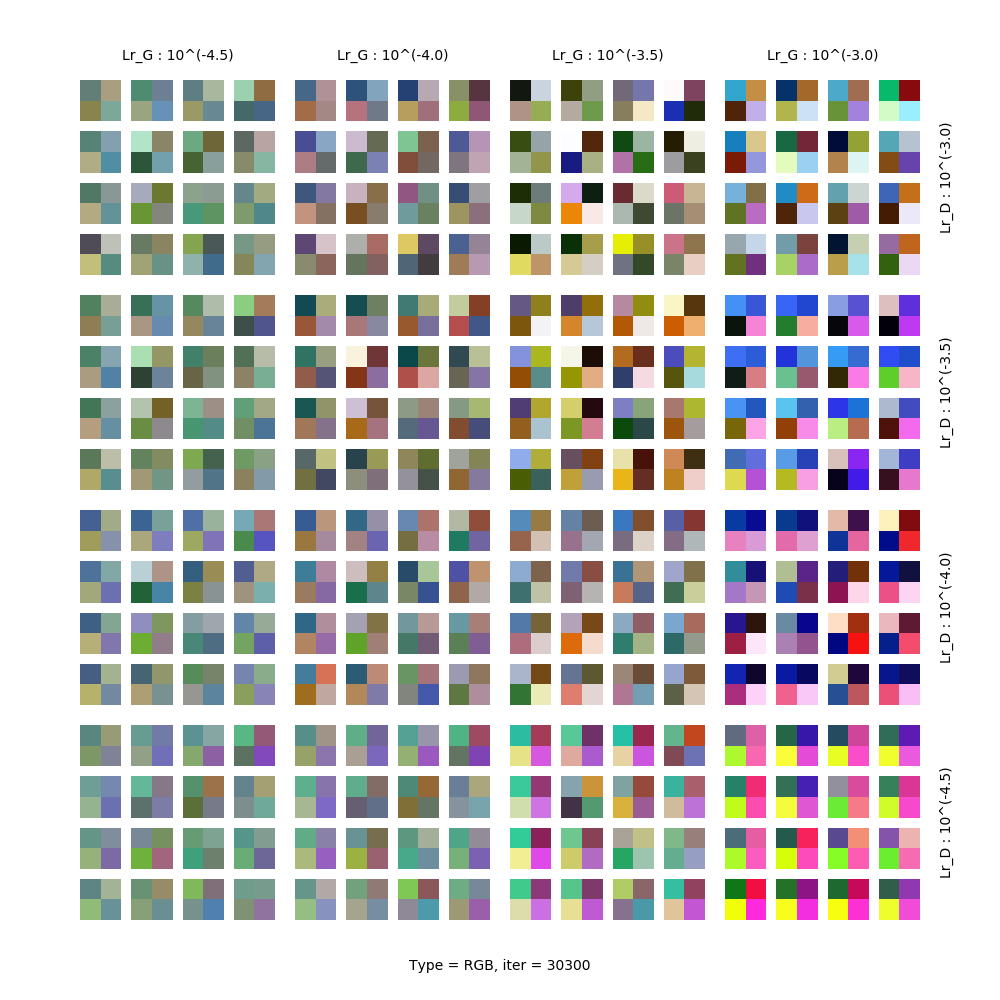 Lr_G : 10^(-4.5)
Lr_G : 10^(-4.0)
Lr_G : 10^(-3.5)
Lr_G : 10^(-3.0)
Lr_D : 10^(-3.0)
Lr_D : 10^(-3.5)
Lr_D : 10^(-4.0)
Lr_D : 10^(-4.5)
Type = RGB, iter = 30300